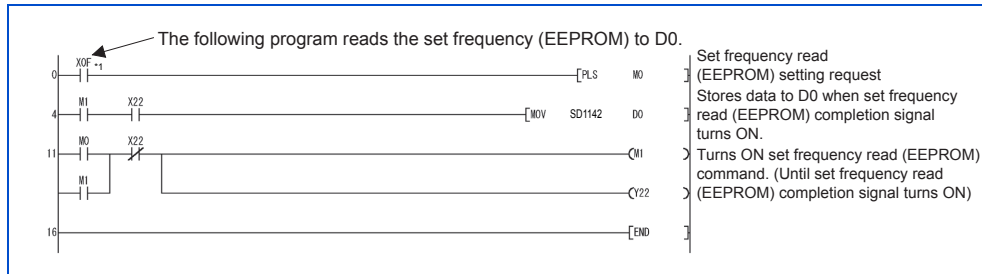 The following program reads the set frequency (EEPROM) to D0.
X0F *1
0 [PLS M0 ]
Set frequency read
(EEPROM) setting request
M1 X22
4 [MOV SD1142 D0 ]
Stores data to D0 when set frequency
read (EEPROM) completion signal
turns ON.
M0 X22
11 (M1 )
Turns ON set frequency read (EEPROM)
command. (Until set frequency read
(EEPROM) completion signal turns ON)
M1
(Y22 )
16 [END ]